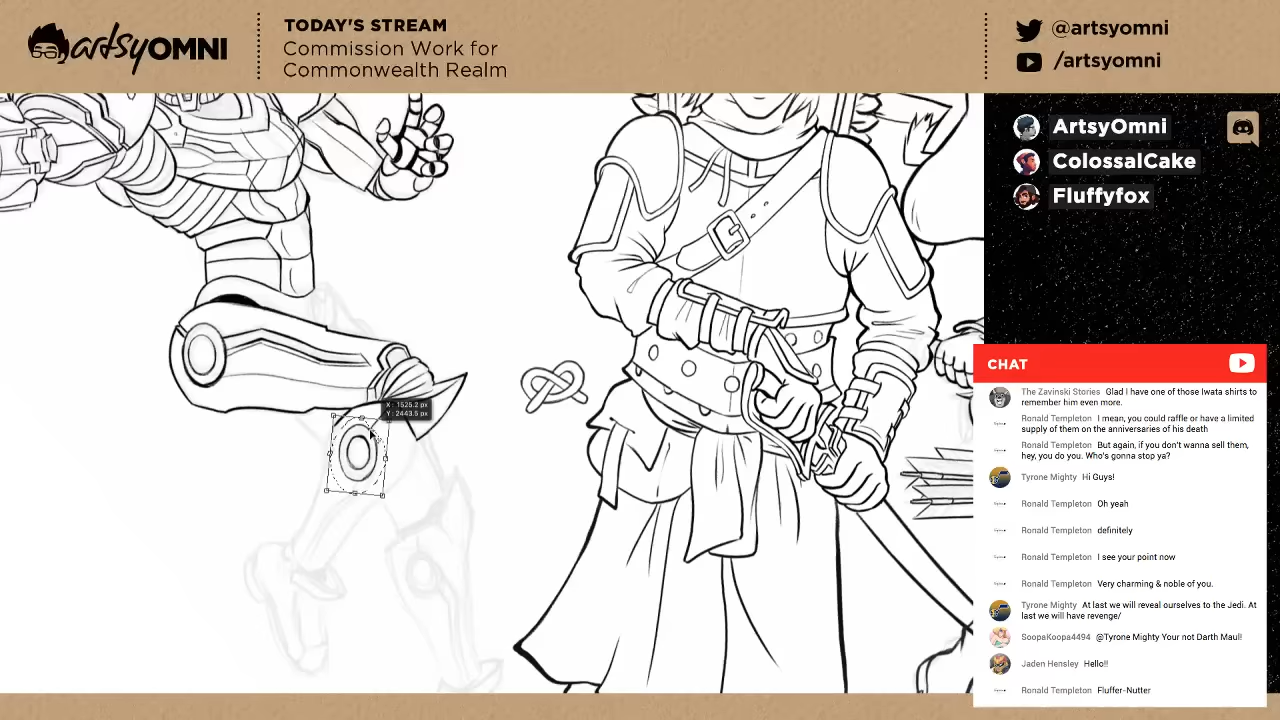 artsyOMNI
TODAY'S STREAM
Commission Work for
Commonwealth Realm
@artsyomni
/artsyomni
ArtsyOmni
ColossalCake
Fluffyfox
X : 1525.2 px
Y : 2443.5 px
CHAT
The Zavinski Stories Glad I have one of those Iwata shirts to
remember him even more.
Ronald Templeton I mean, you could raffle or have a limited
supply of them on the anniversaries of his death
Ronald Templeton But again, if you don't wanna sell them,
hey, you do you. Who's gonna stop ya?
Tyrone Mighty Hi Guys!
Ronald Templeton Oh yeah
Ronald Templeton definitely
Ronald Templeton I see your point now
Ronald Templeton Very charming & noble of you.
Tyrone Mighty At last we will reveal ourselves to the Jedi. At
last we will have revenge/
SoopaKoopa4494 @Tyrone Mighty Your not Darth Maul!
Jaden Hensley Hello!!
Ronald Templeton Fluffer-Nutter